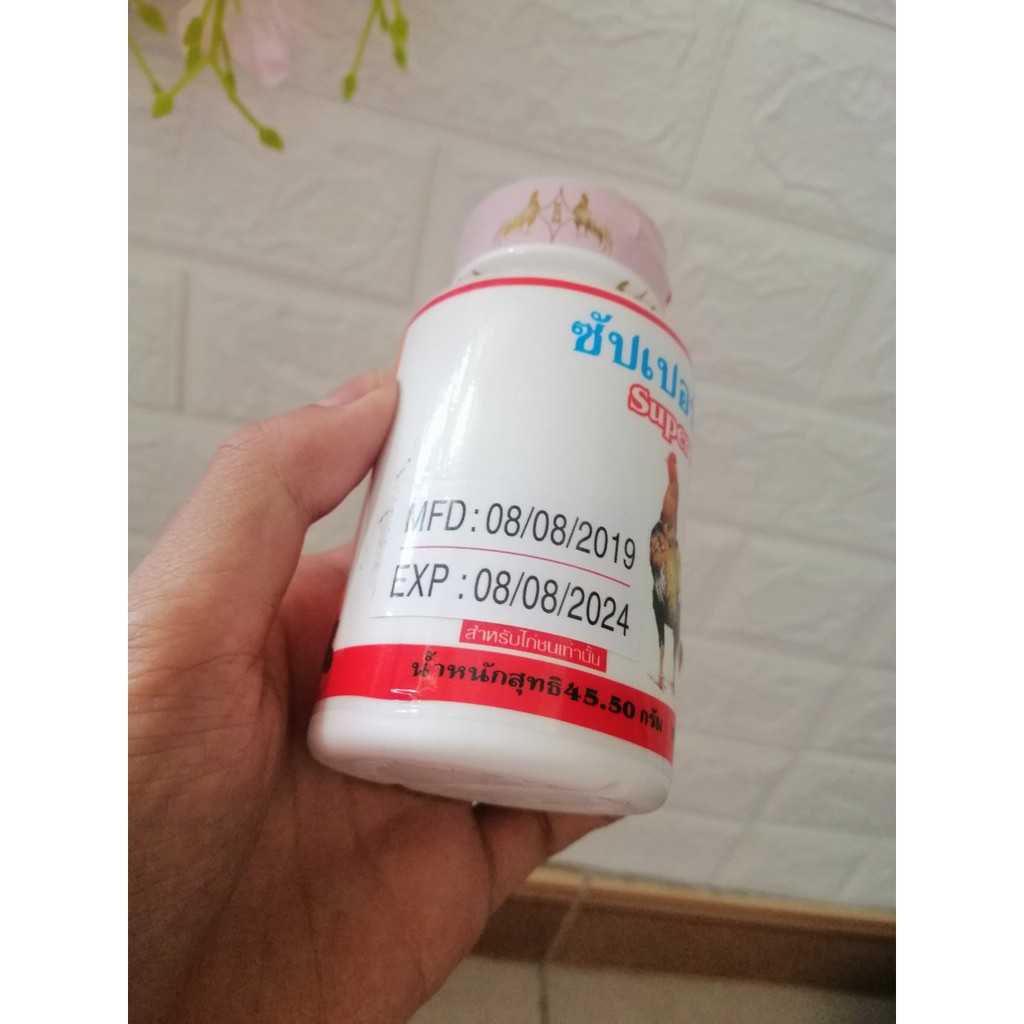 ซัปเปอ
Supe
MFD : 08/08/2019
EXP : 08/08/2024
สำหรับไก่ชนเท่านั้น
น้ำหนักสุทธิ45.50 กรัม